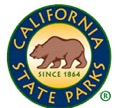 CALIFORNIA
SINCE 1864
STATE PARKS
®